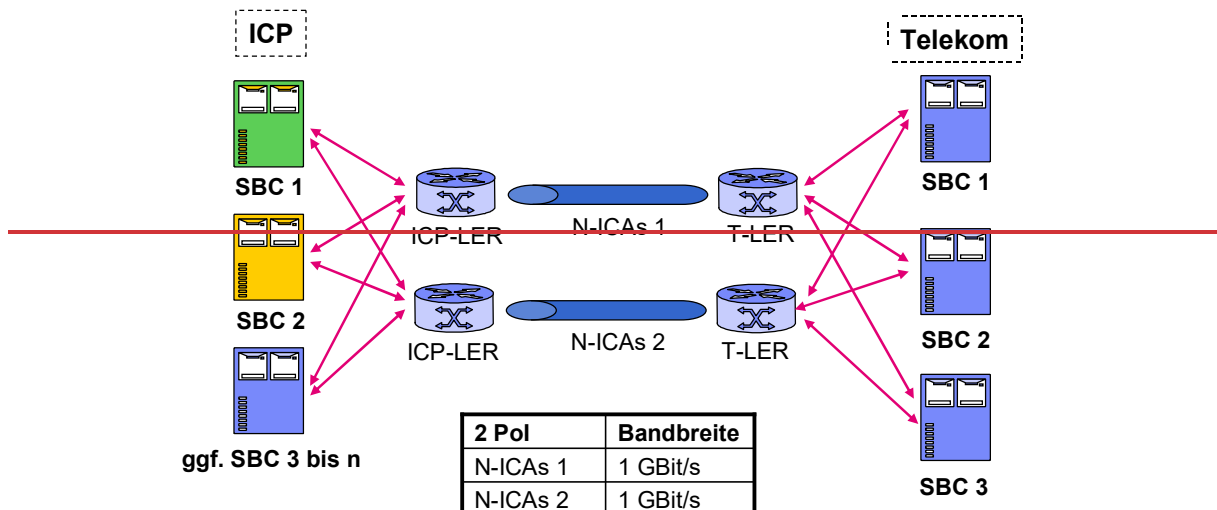 ICP
Telekom
SBC 1
SBC 1
ICP-LER
N-ICAs 1
T-LER
SBC 2
SBC 2
ICP-LER
N-ICAs 2
T-LER
ggf. SBC 3 bis n
SBC 3
2 Pol Bandbreite
N-ICAs 1 1 GBit/s
N-ICAs 2 1 GBit/s